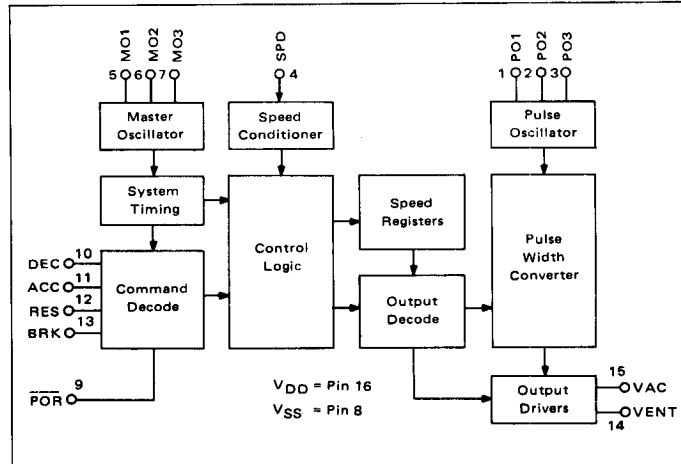 MO1
MO2
MO3
5
6
7
SPD
4
PO1
PO2
PO3
1
2
3
Master
Oscillator
Speed
Conditioner
Pulse
Oscillator
System
Timing
Control
Logic
Speed
Registers
Pulse
Width
Converter
DEC 10
ACC 11
RES 12
BRK 13
Command
Decode
Output
Decode
POR 9
VDD = Pin 16
VSS = Pin 8
Output
Drivers
15 VAC
14 VENT